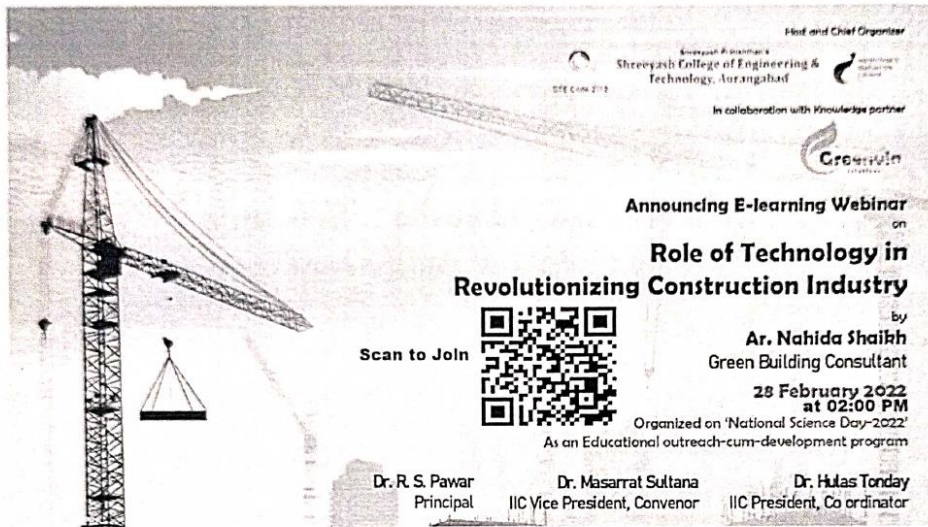 Host and Chief Organizer
Shreeyash Pratishthan's
Shreeyash College of Engineering &
Technology, Aurangabad
In collaboration with Knowledge partner
Greenvin
Announcing E-learning Webinar
on
Role of Technology in
Revolutionizing Construction Industry
by
Scan to Join
Ar. Nahida Shaikh
Green Building Consultant
28 February 2022
at 02:00 PM
Organized on 'National Science Day-2022'
As an Educational outreach-cum-development program
Dr. R. S. Pawar
Principal
Dr. Masarrat Sultana
IIC Vice President, Convenor
Dr. Hulas Tonday
IIC President, Co ordinator